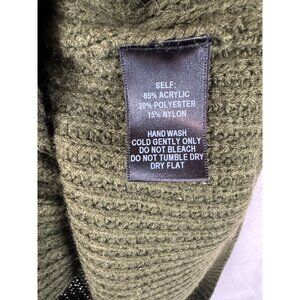 SELF:
65% ACRYLIC
20% POLYESTER
15% NYLON
HAND WASH
COLD GENTLY ONLY
DO NOT BLEACH
DO NOT TUMBLE DRY
DRY FLAT